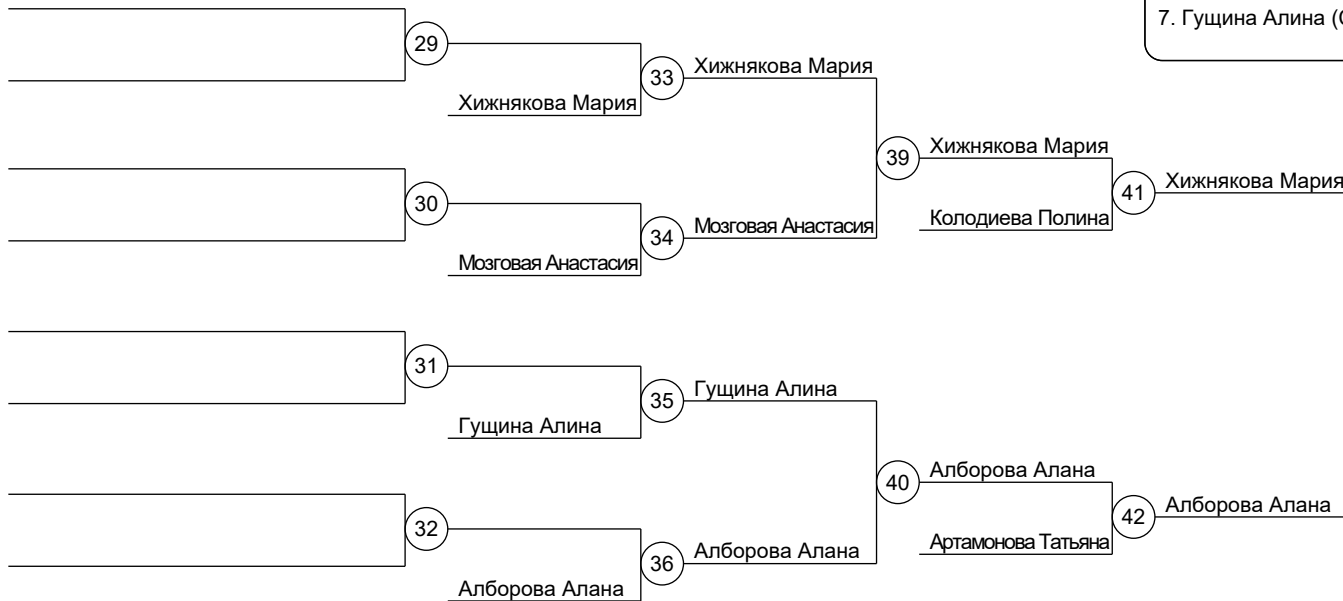 7. Гущина Алина (
29
33
Хижнякова Мария
Хижнякова Мария
39
Хижнякова Мария
41
Хижнякова Мария
30
34
Мозговая Анастасия
Колодиева Полина
Мозговая Анастасия
31
35
Гущина Алина
Гущина Алина
40
Алборова Алана
42
Алборова Алана
32
36
Алборова Алана
Артамонова Татьяна
Алборова Алана